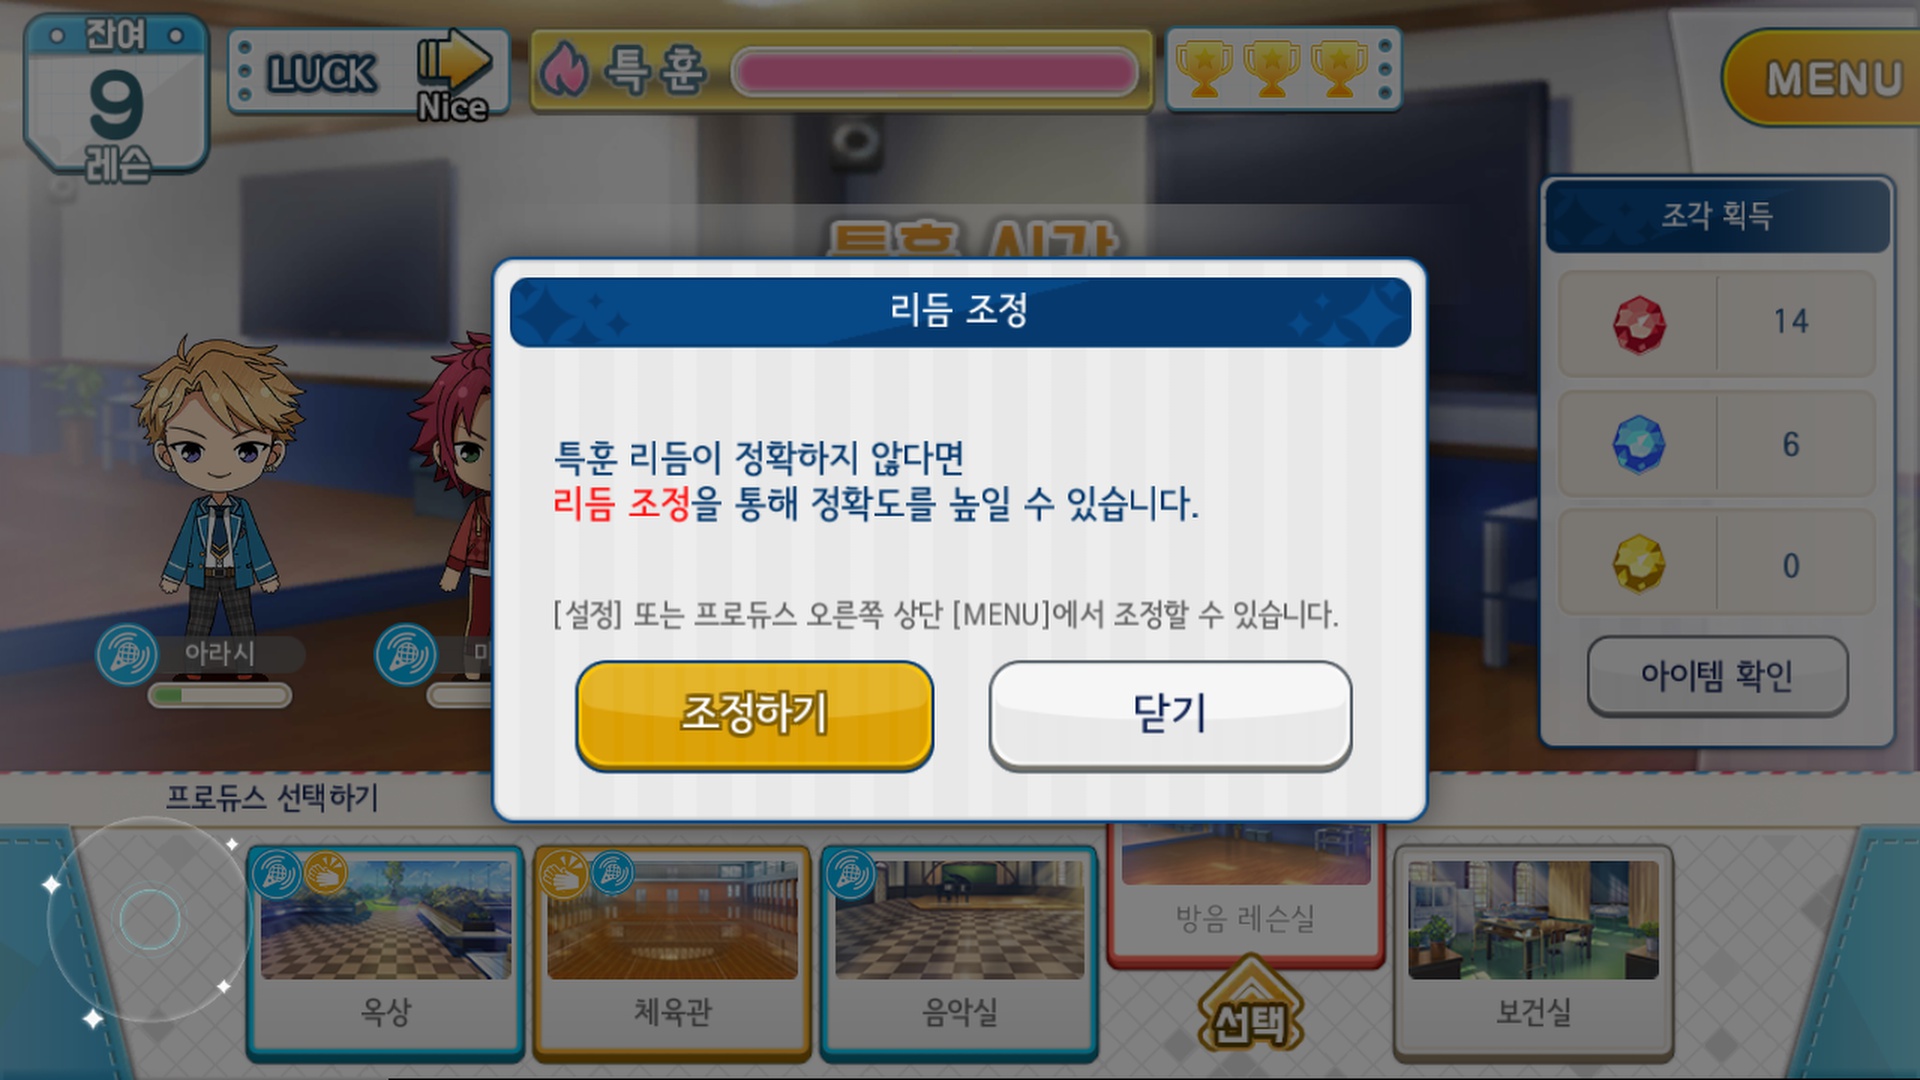 잔여
9
레슨
LUCK
Nice
특훈
MENU
특훈 시간
조각 획득
14
6
0
아이템 확인
리듬 조정
특훈 리듬이 정확하지 않다면
리듬 조정을 통해 정확도를 높일 수 있습니다.
[설정] 또는 프로듀스 오른쪽 상단 [MENU]에서 조정할 수 있습니다.
조정하기
닫기
아라시
프로듀스 선택하기
옥상
체육관
음악실
방음 레슨실
선택
보건실